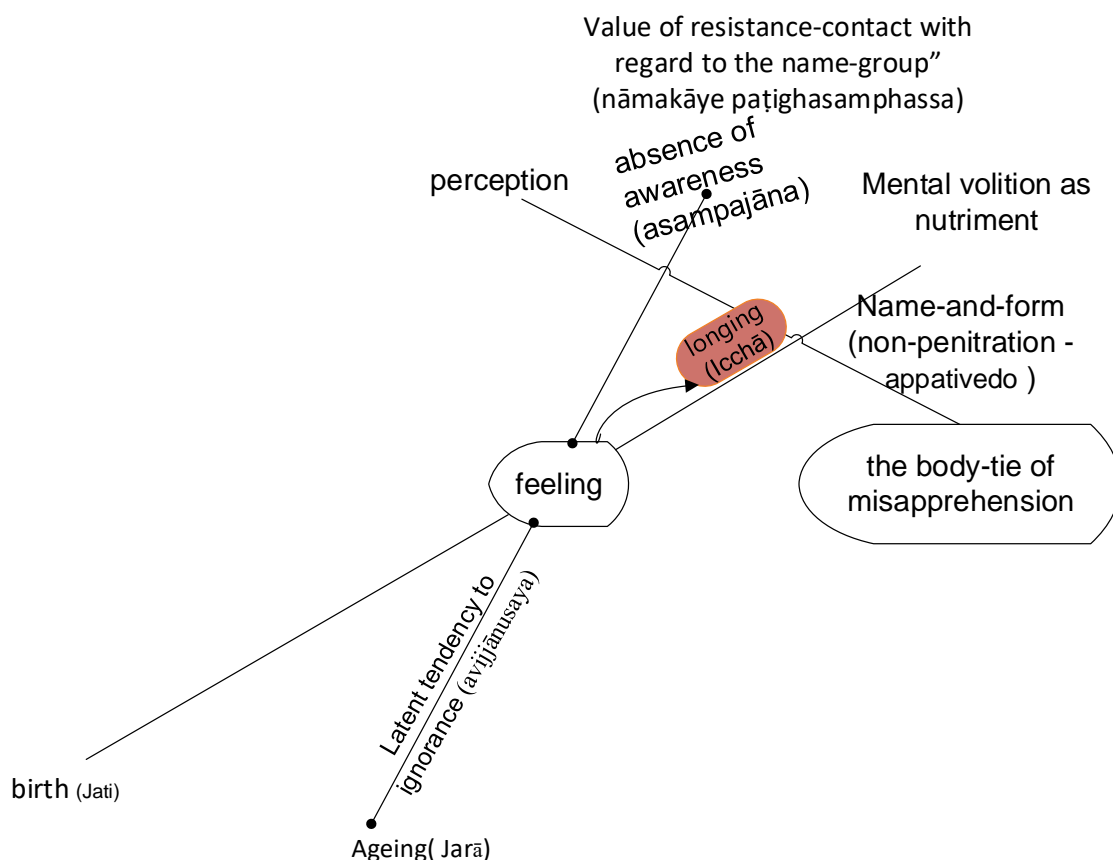 Value of resistance-contact with
regard to the name-group”
(nāmakāye paṭighasamphassa)
absence of
awareness
(asampajāna)
perception
Mental volition as
nutriment
longing
(Icchā)
Name-and-form
(non-penitration -
appativedo )
feeling
the body-tie of
misapprehension
Latent tendency to
ignorance (avijjānusaya)
birth (Jati)
Ageing( Jarā)